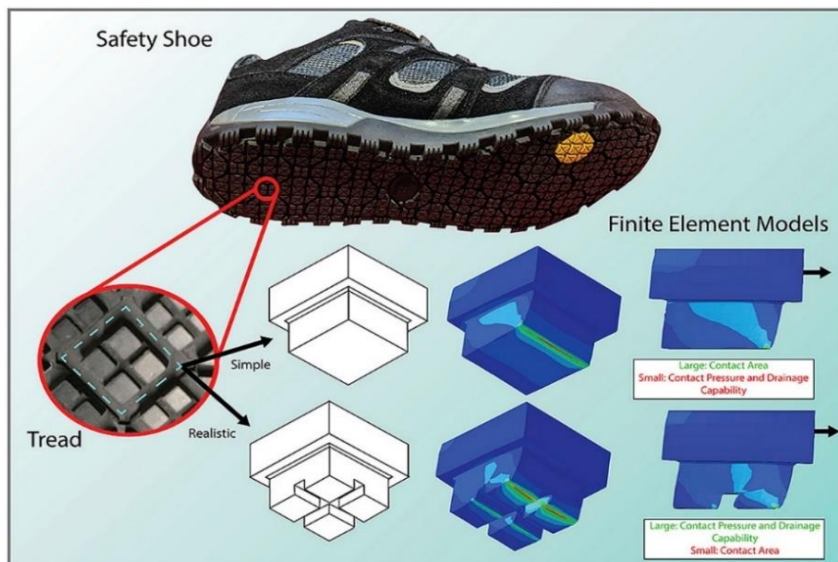 Safety Shoe
Finite Element Models
Simple
Large: Contact Area
Small: Contact Pressure and Drainage
Capability
Tread
Realistic
Large: Contact Pressure and Drainage
Capability
Small: Contact Area